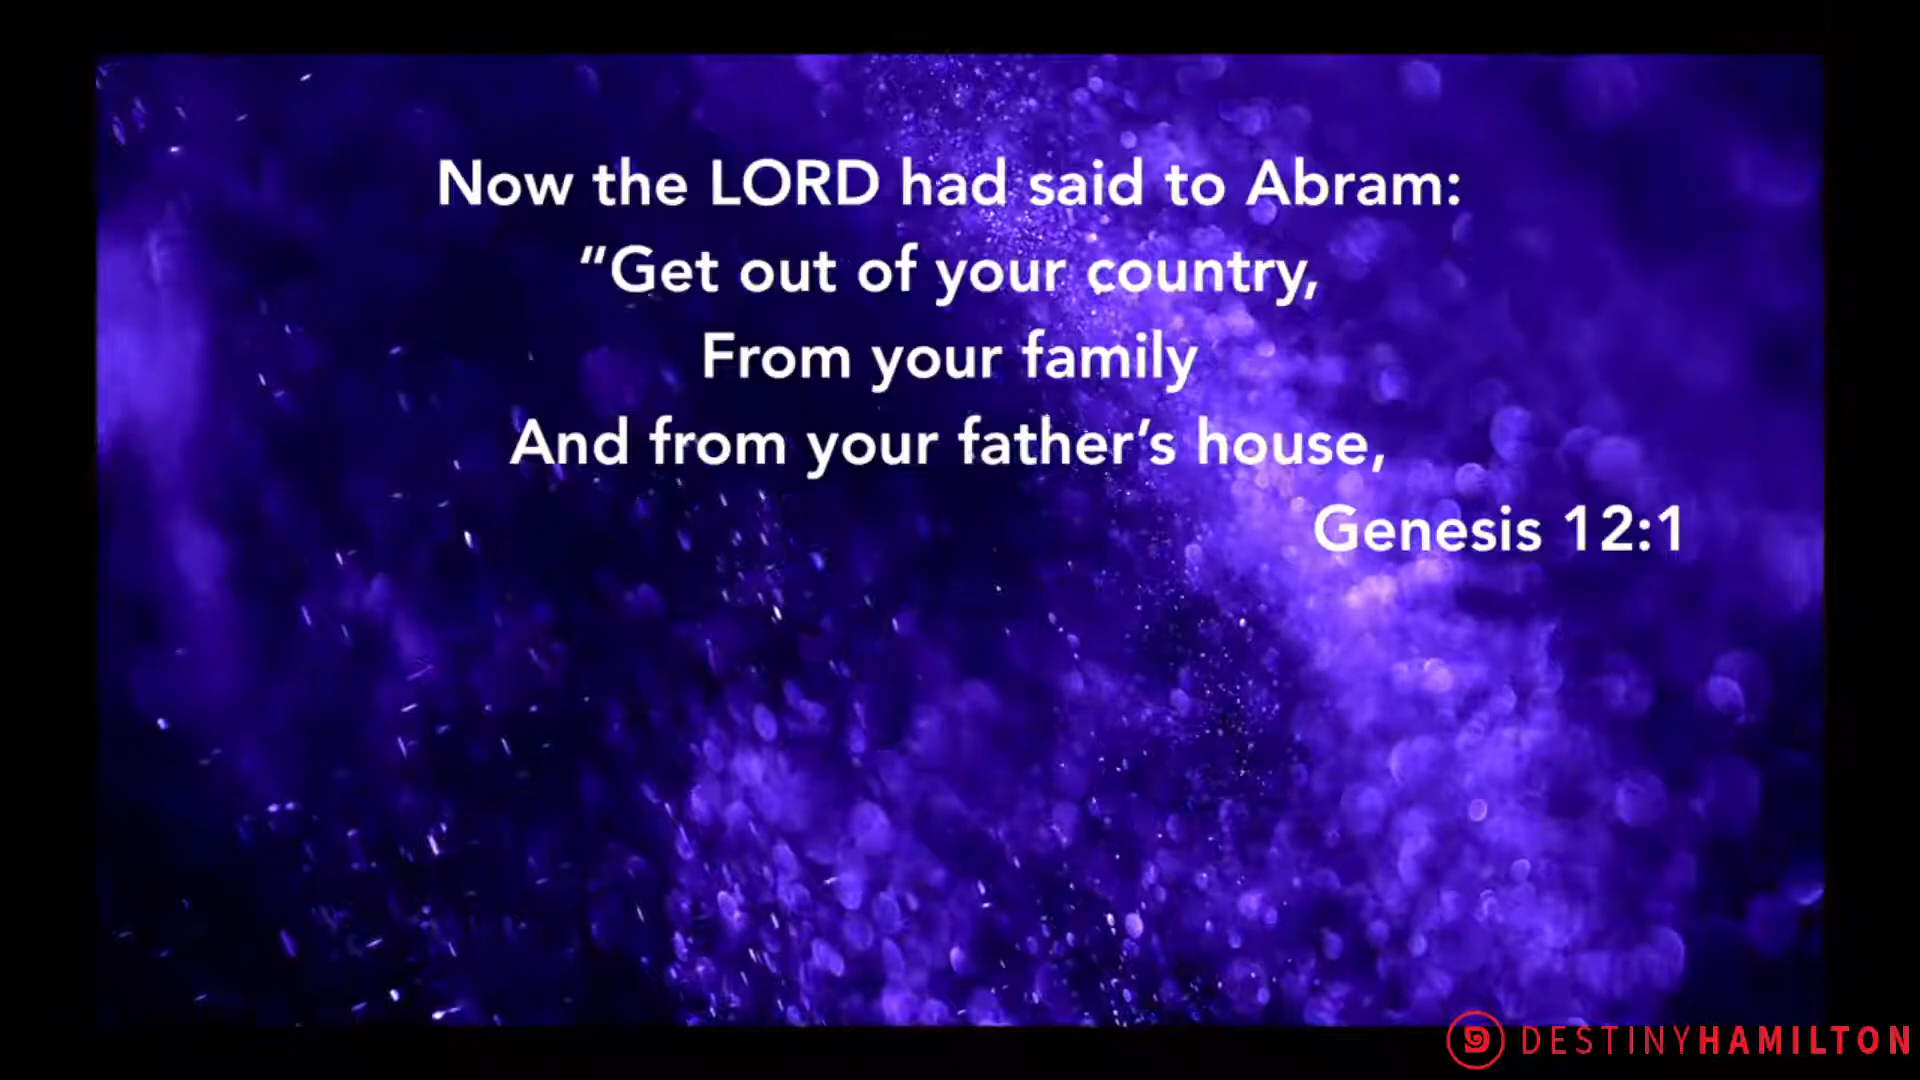 Now the LORD had said to Abram:
“Get out of your country,
From your family
And from your father’s house,
Genesis 12:1
DESTINYHAMILTON